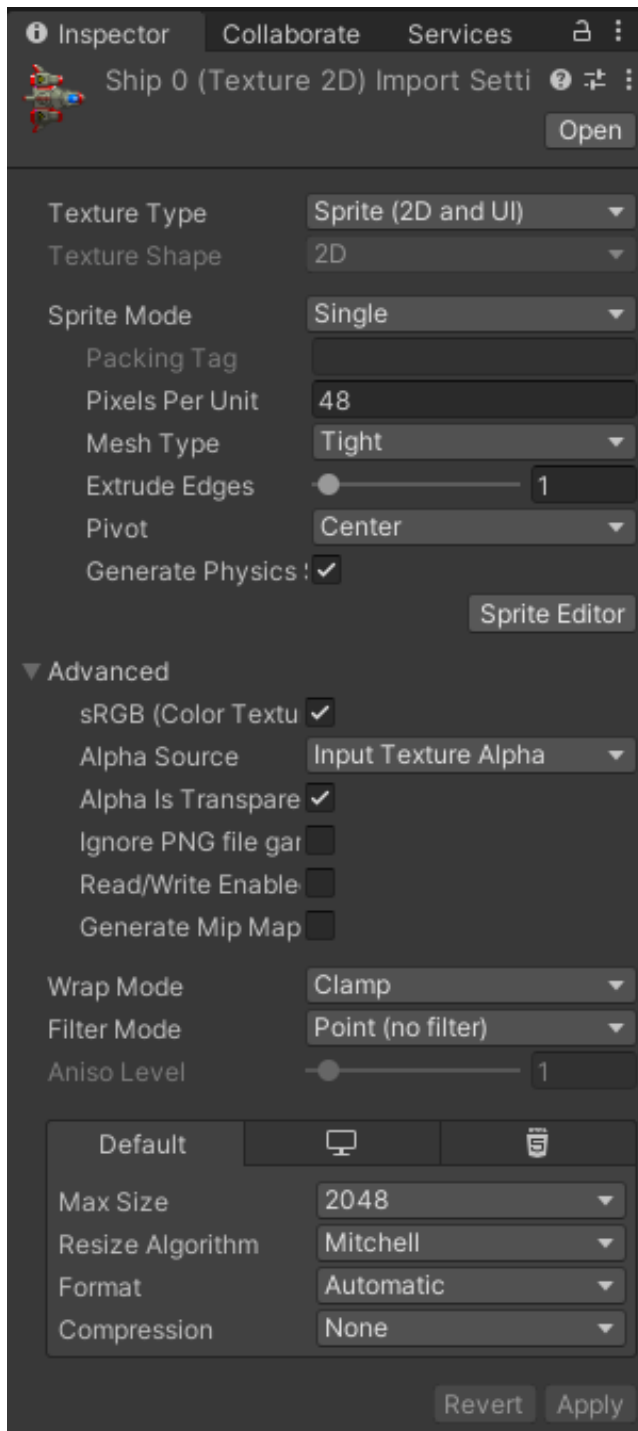 Inspector Collaborate Services
Ship 0 (Texture 2D) Import Setti
Open
Texture Type Sprite (2D and UI)
Texture Shape 2D
Sprite Mode Single
Packing Tag
Pixels Per Unit 48
Mesh Type Tight
Extrude Edges 1
Pivot Center
Generate Physics S
Sprite Editor
Advanced
sRGB (Color Textu
Alpha Source Input Texture Alpha
Alpha Is Transpare
Ignore PNG file gar
Read/Write Enable
Generate Mip Map
Wrap Mode Clamp
Filter Mode Point (no filter)
Aniso Level 1
Default
Max Size 2048
Resize Algorithm Mitchell
Format Automatic
Compression None
Revert Apply